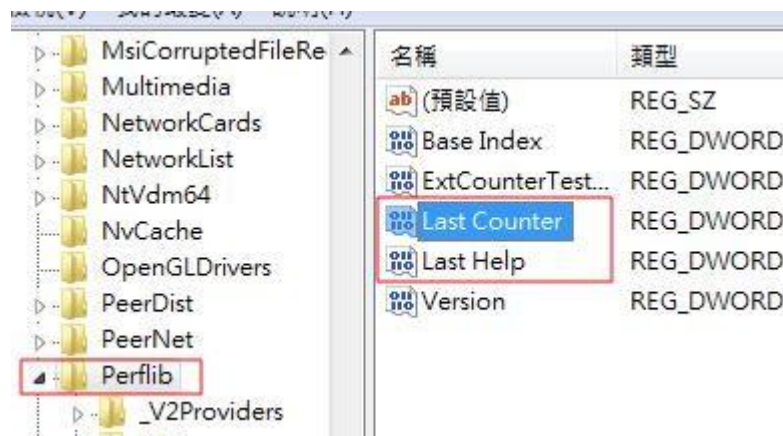 MsiCorruptedFileRe
Multimedia
NetworkCards
NetworkList
NtVdm64
NvCache
OpenGLDrivers
PeerDist
PeerNet
Perflib
_V2Providers
名稱 類型
(預設值) REG_SZ
Base Index REG_DWORD
ExtCounterTest... REG_DWORD
Last Counter REG_DWORD
Last Help REG_DWORD
Version REG_DWORD